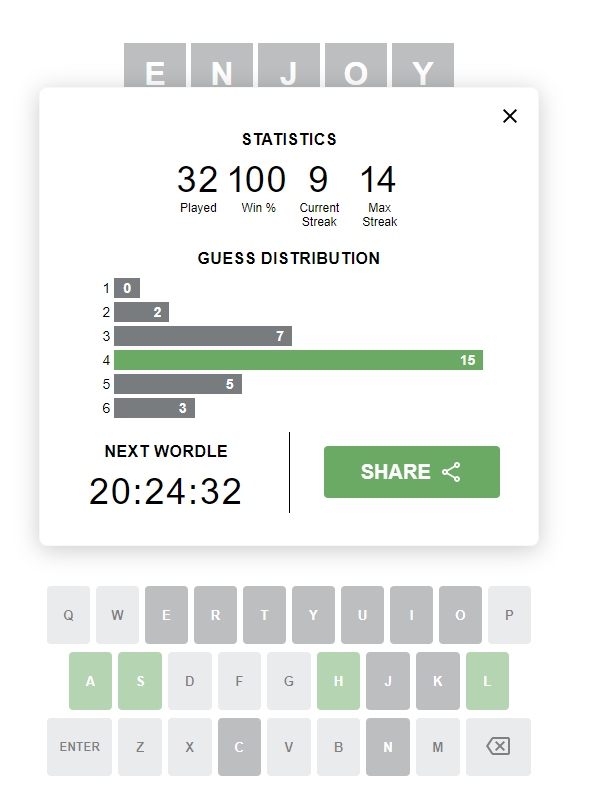 E N J O Y
STATISTICS
32 100 9 14
Played Win % Current Streak Max Streak
GUESS DISTRIBUTION
1 0
2 2
3 7
4 15
5 5
6 3
NEXT WORDLE
20:24:32
SHARE
Q W E R T Y U I O P
A S D F G H J K L
ENTER Z X C V B N M